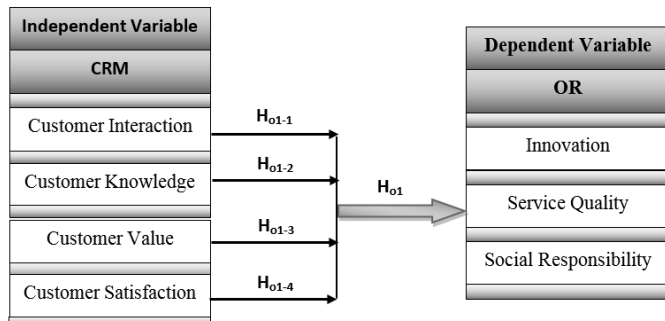 Independent Variable
CRM
Customer Interaction
Customer Knowledge
Customer Value
Customer Satisfaction
Ho1-1
Ho1-2
Ho1-3
Ho1-4
Ho1
Dependent Variable
OR
Innovation
Service Quality
Social Responsibility